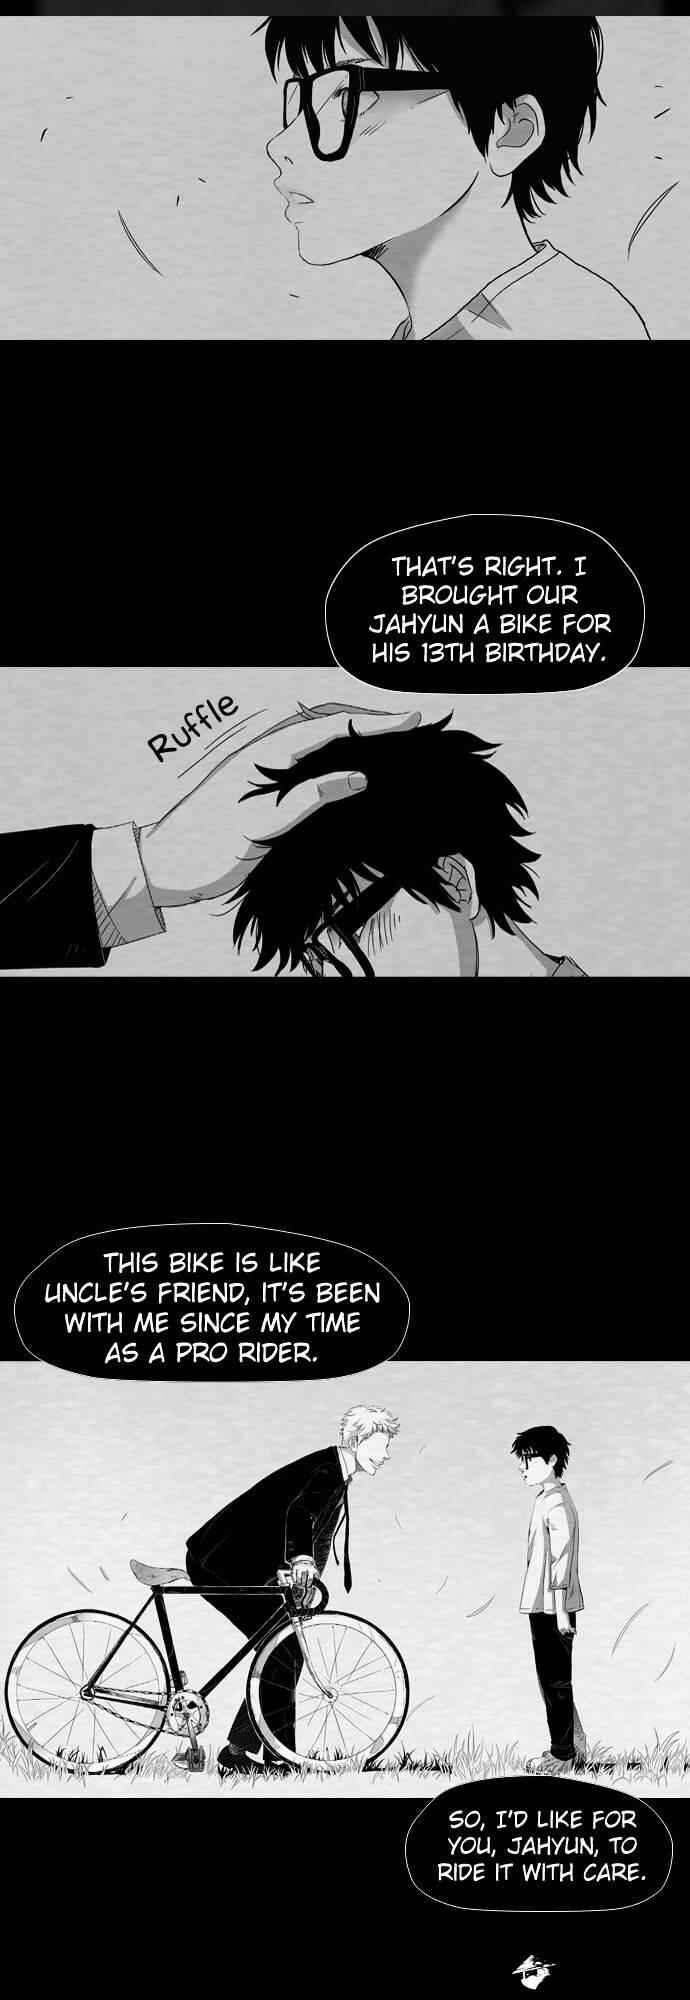 THAT'S RIGHT. I
BROUGHT OUR
JAHYUN A BIKE FOR
HIS 13TH BIRTHDAY.
Ruffle
THIS BIKE IS LIKE
UNCLE'S FRIEND, IT'S BEEN
WITH ME SINCE MY TIME
AS A PRO RIDER.
SO, I'D LIKE FOR
YOU, JAHYUN, TO
RIDE IT WITH CARE.